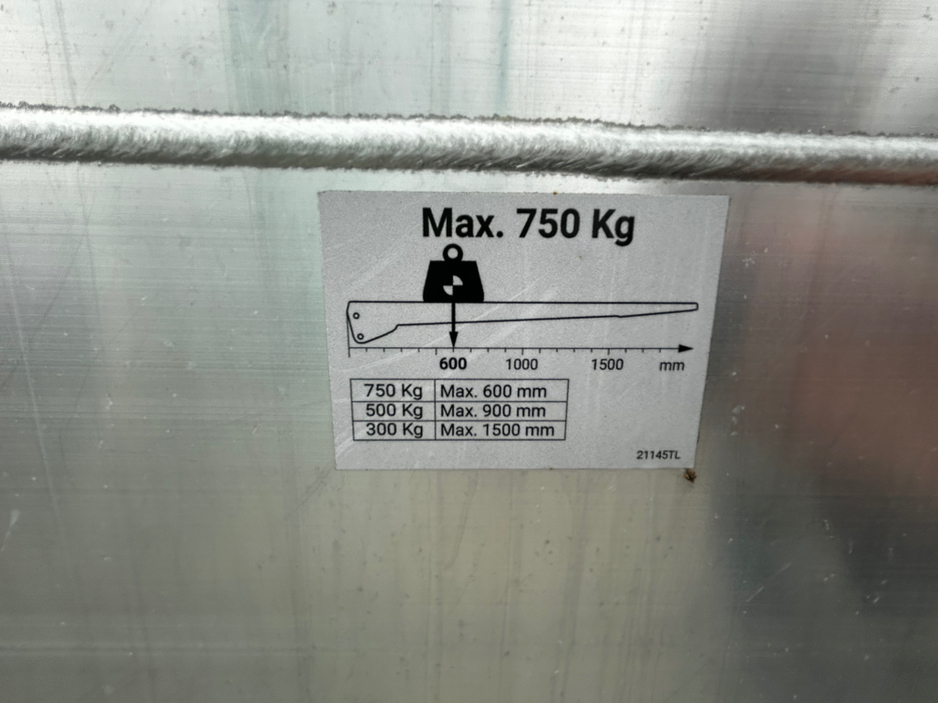 Max. 750 Kg
600 1000 1500 mm
750 Kg Max. 600 mm
500 Kg Max. 900 mm
300 Kg Max. 1500 mm
21145TL